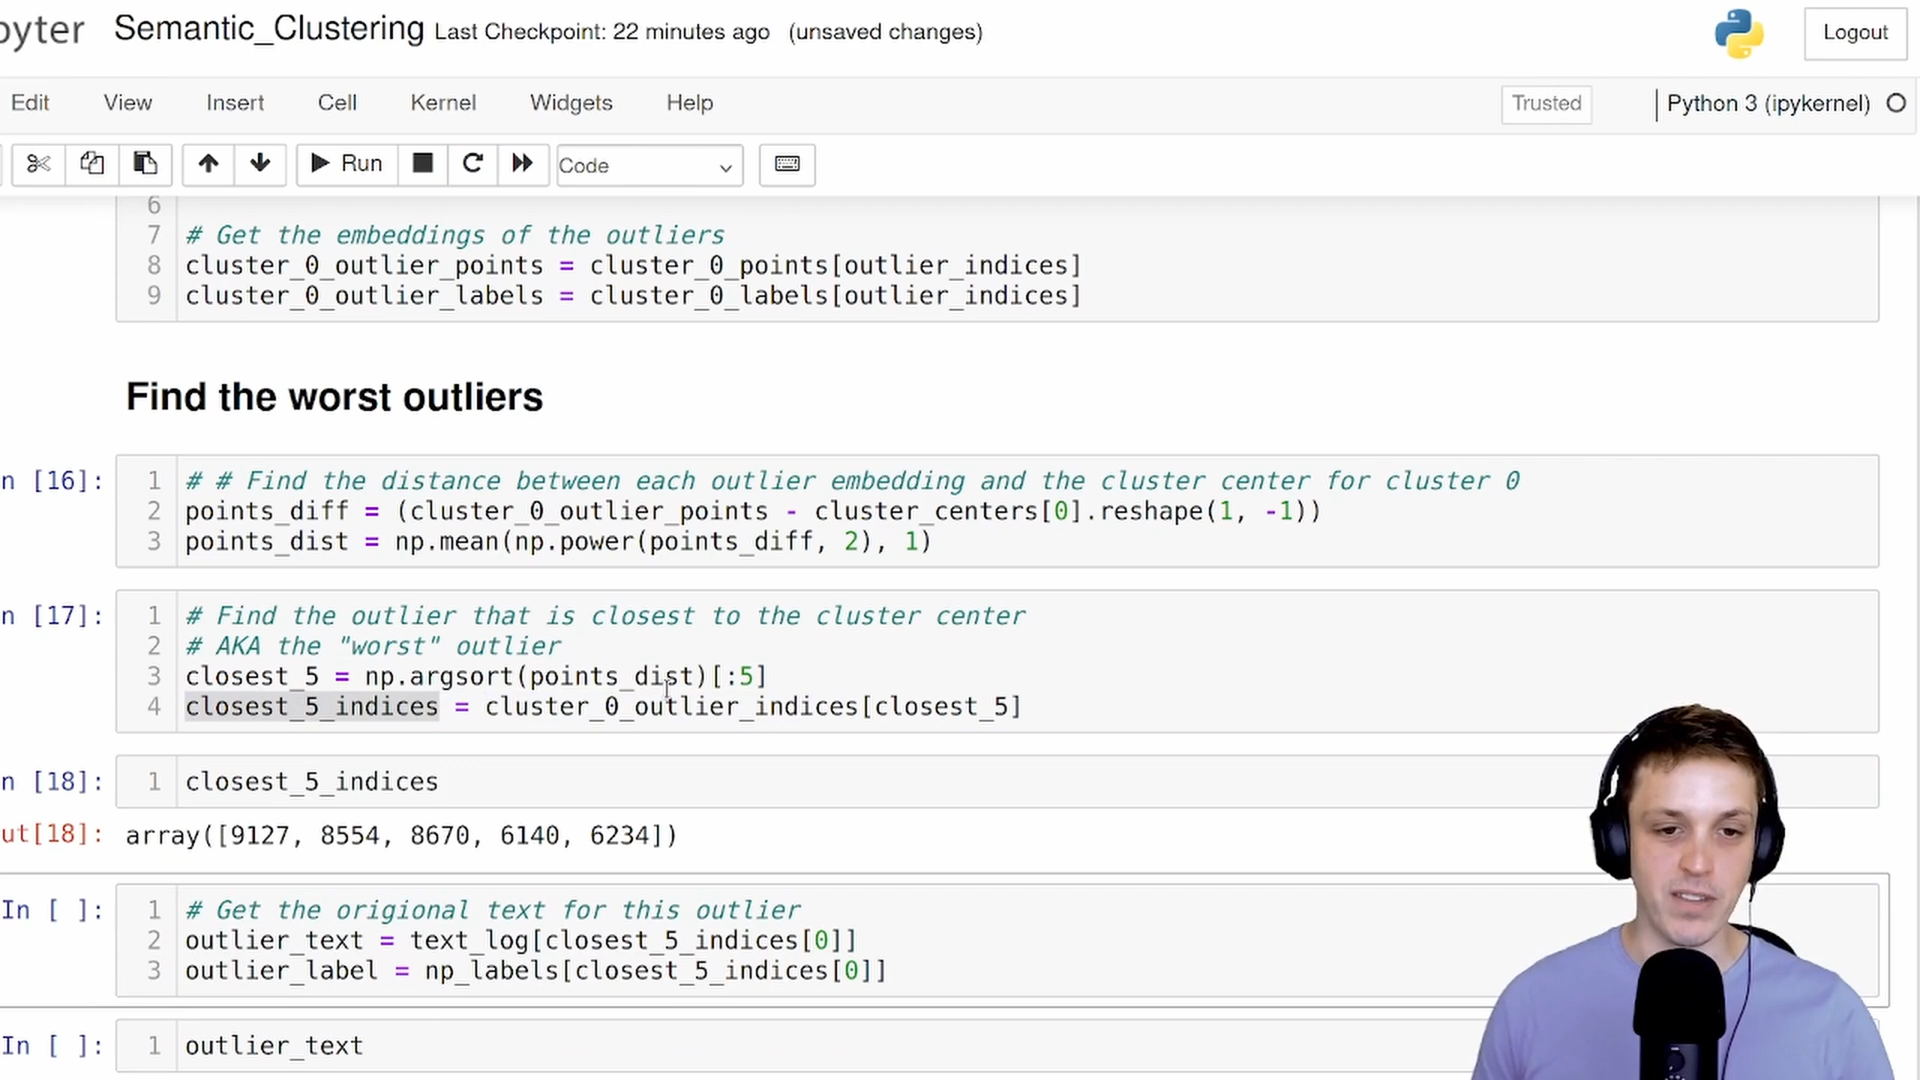 pyter Semantic_Clustering Last Checkpoint: 22 minutes ago (unsaved changes) Logout
Edit View Insert Cell Kernel Widgets Help Trusted Python 3 (ipykernel)
Run Code
6
7 # Get the embeddings of the outliers
8 cluster_0_outlier_points = cluster_0_points[outlier_indices]
9 cluster_0_outlier_labels = cluster_0_labels[outlier_indices]
Find the worst outliers
n [16]: 1 # # Find the distance between each outlier embedding and the cluster center for cluster 0
2 points_diff = (cluster_0_outlier_points - cluster_centers[0].reshape(1, -1))
3 points_dist = np.mean(np.power(points_diff, 2), 1)
n [17]: 1 # Find the outlier that is closest to the cluster center
2 # AKA the "worst" outlier
3 closest_5 = np.argsort(points_dist)[:5]
4 closest_5_indices = cluster_0_outlier_indices[closest_5]
n [18]: 1 closest_5_indices
ut[18]: array([9127, 8554, 8670, 6140, 6234])
In [ ]: 1 # Get the origional text for this outlier
2 outlier_text = text_log[closest_5_indices[0]]
3 outlier_label = np_labels[closest_5_indices[0]]
In [ ]: 1 outlier_text